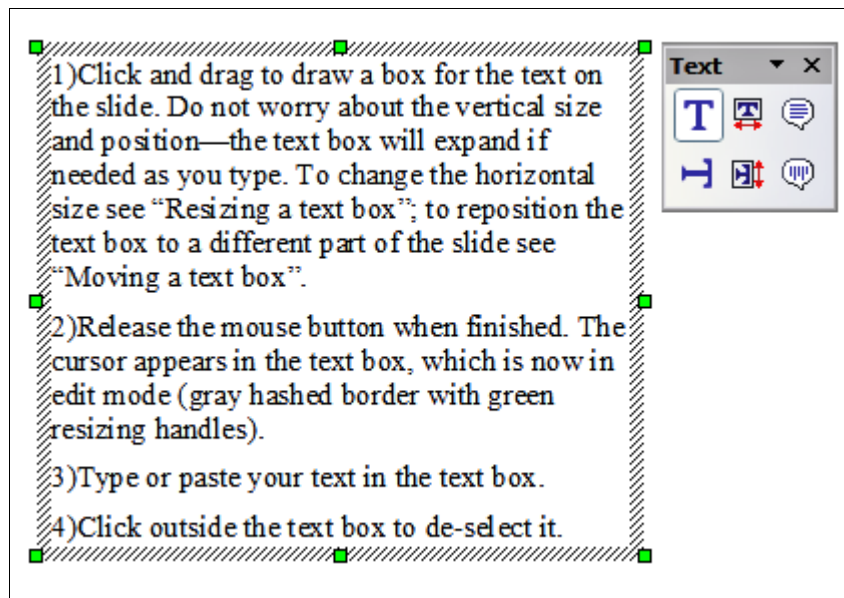 1)Click and drag to draw a box for the text on
the slide. Do not worry about the vertical size
and position—the text box will expand if
needed as you type. To change the horizontal
size see “Resizing a text box”; to reposition the
text box to a different part of the slide see
“Moving a text box”.
2)Release the mouse button when finished. The
cursor appears in the text box, which is now in
edit mode (gray hashed border with green
resizing handles).
3)Type or paste your text in the text box.
4)Click outside the text box to de-select it.
Text